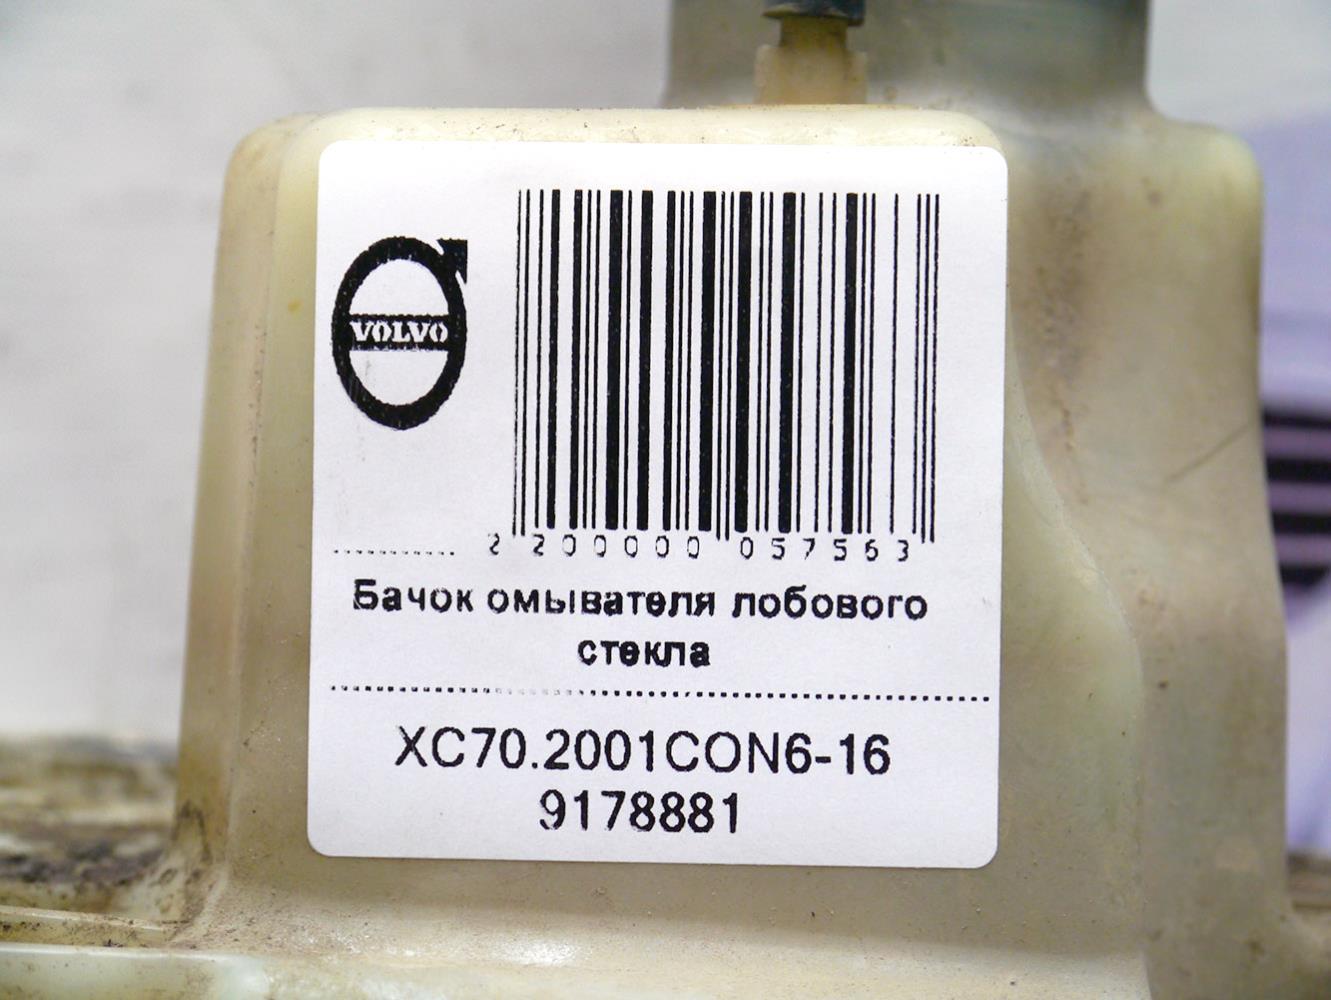 VOLVO
2 200000 057563
Бачок омывателя лобового
стекла
XC70.2001CON6-16
9178881